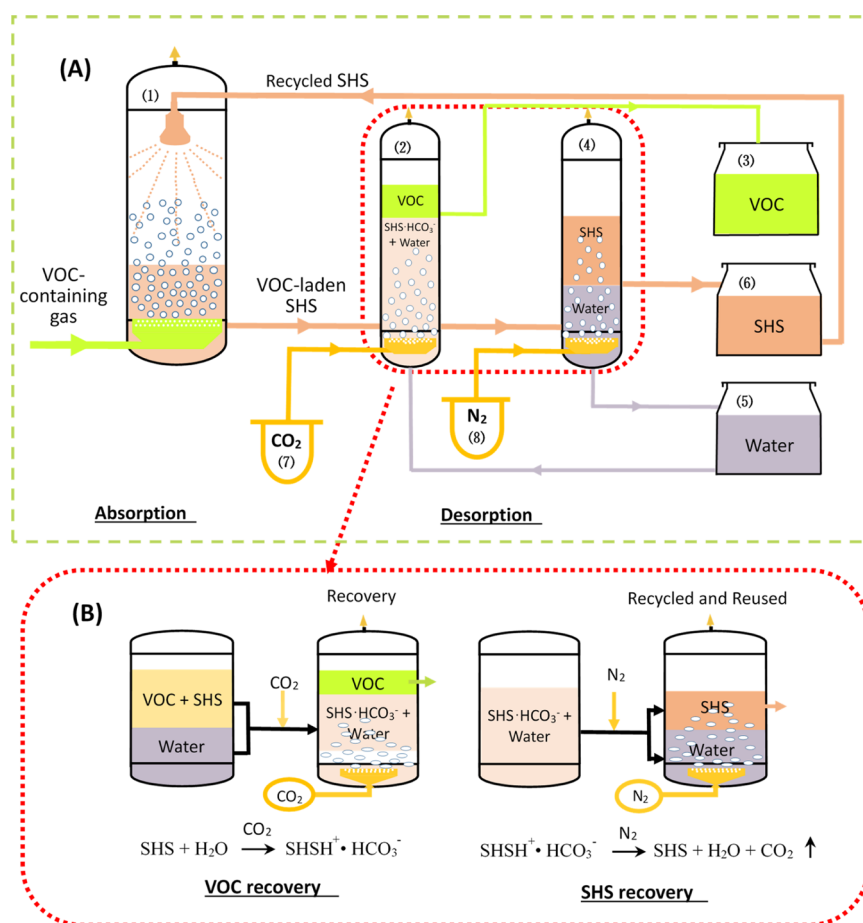 (A)
Recycled SHS
(1)
(2)
(4)
(3)
VOC
VOC
SHS·HCO₃⁻
+ Water
SHS
VOC-
containing
gas
VOC-laden
SHS
(6)
SHS
Water
CO₂
(7)
N₂
(8)
(5)
Water
Absorption
Desorption
(B)
Recovery
Recycled and Reused
CO₂
N₂
VOC + SHS
VOC
SHS·HCO₃⁻ +
Water
Water
SHS·HCO₃⁻ +
Water
SHS
Water
CO₂
N₂
SHS + H₂O →(CO₂) SHSH⁺• HCO₃⁻
SHSH⁺• HCO₃⁻ →(N₂) SHS + H₂O + CO₂ ↑
VOC recovery
SHS recovery